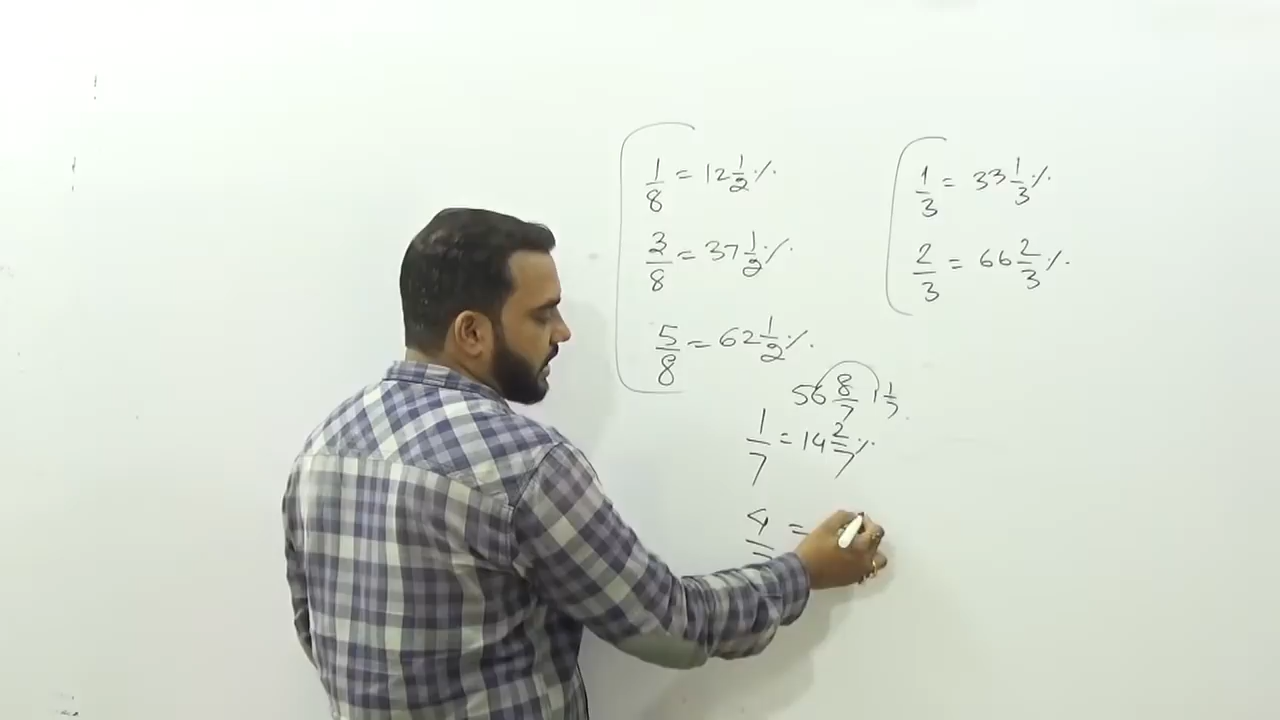 1/8 = 12 1/2 %
3/8 = 37 1/2 %
5/8 = 62 1/2 %
1/3 = 33 1/3 %
2/3 = 66 2/3 %
56 8/7 1 1/7
1/7 = 14 2/7 %
4/7 =